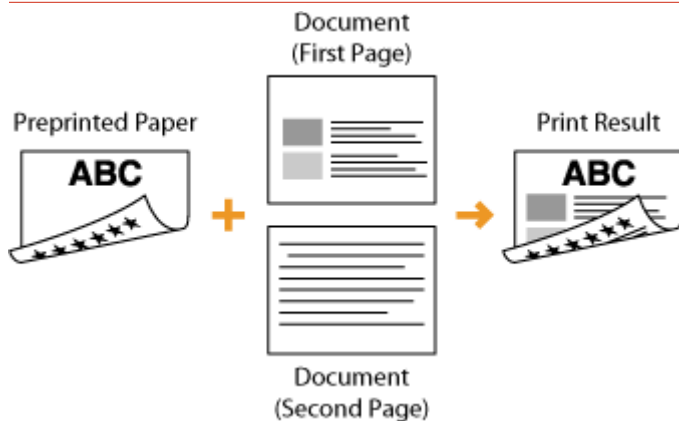 Document
(First Page)
Preprinted Paper
ABC
Print Result
ABC
Document
(Second Page)